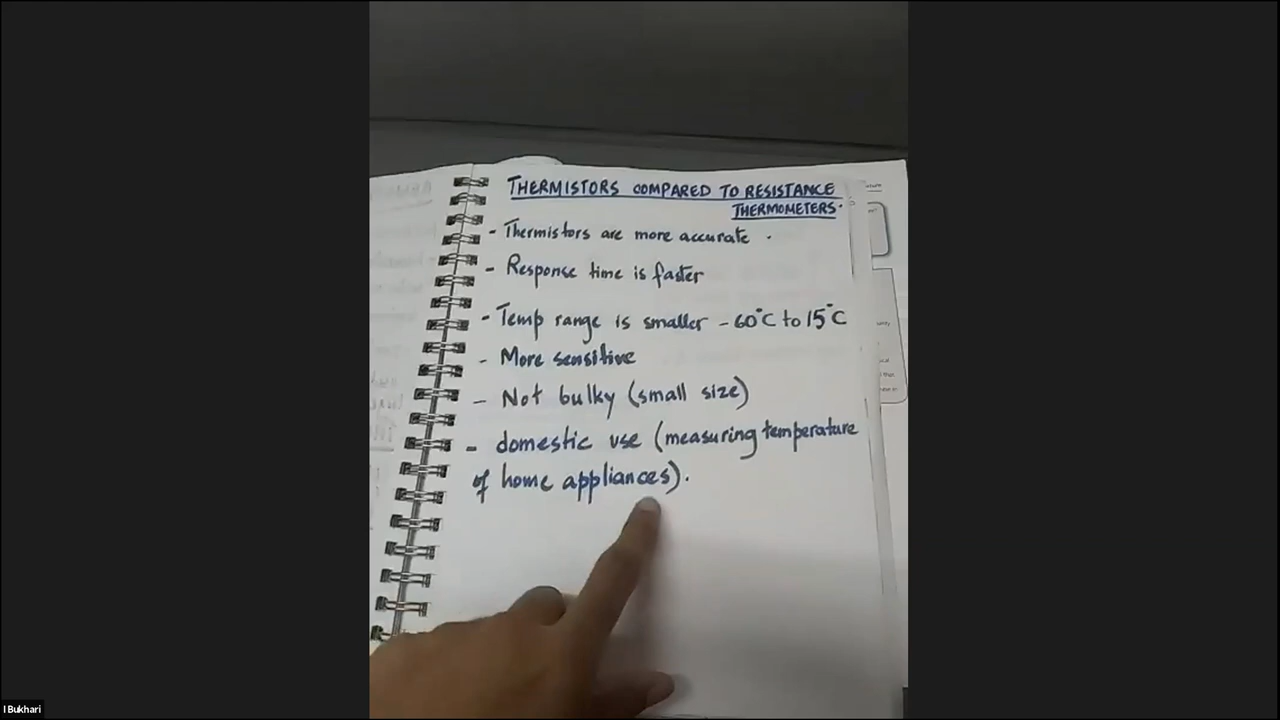 THERMISTORS COMPARED TO RESISTANCE
THERMOMETERS.
- Thermistors are more accurate.
- Response time is faster
- Temp range is smaller - 60°C to 15°C
- More sensitive
- Not bulky (small size)
- domestic use (measuring temperature
of home appliances).
I Bukhari